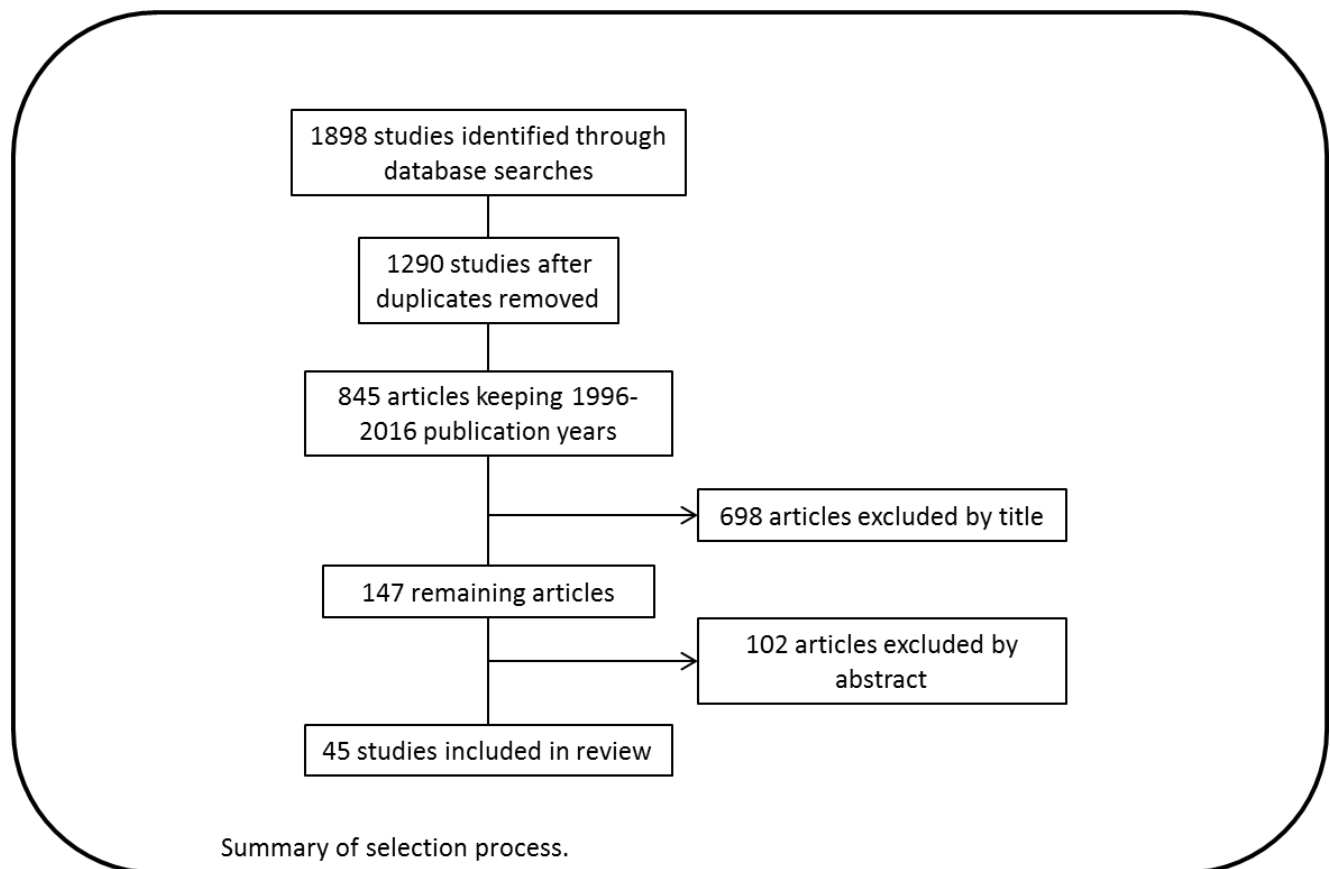 1898 studies identified through
database searches
1290 studies after
duplicates removed
845 articles keeping 1996-
2016 publication years
698 articles excluded by title
147 remaining articles
102 articles excluded by
abstract
45 studies included in review
Summary of selection process.